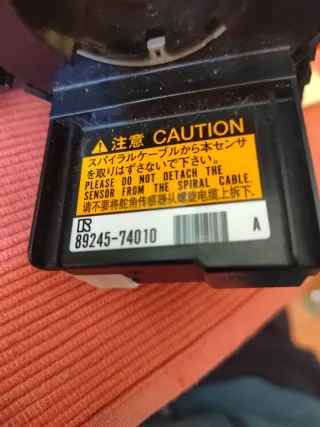 注意 CAUTION
スパイラルケーブルから本センサ
を取りはずさないで下さい。
PLEASE DO NOT DETACH THE
SENSOR FROM THE SPIRAL CABLE.
请不要将舵角传感器从螺旋电缆上拆下.
89245-74010
A